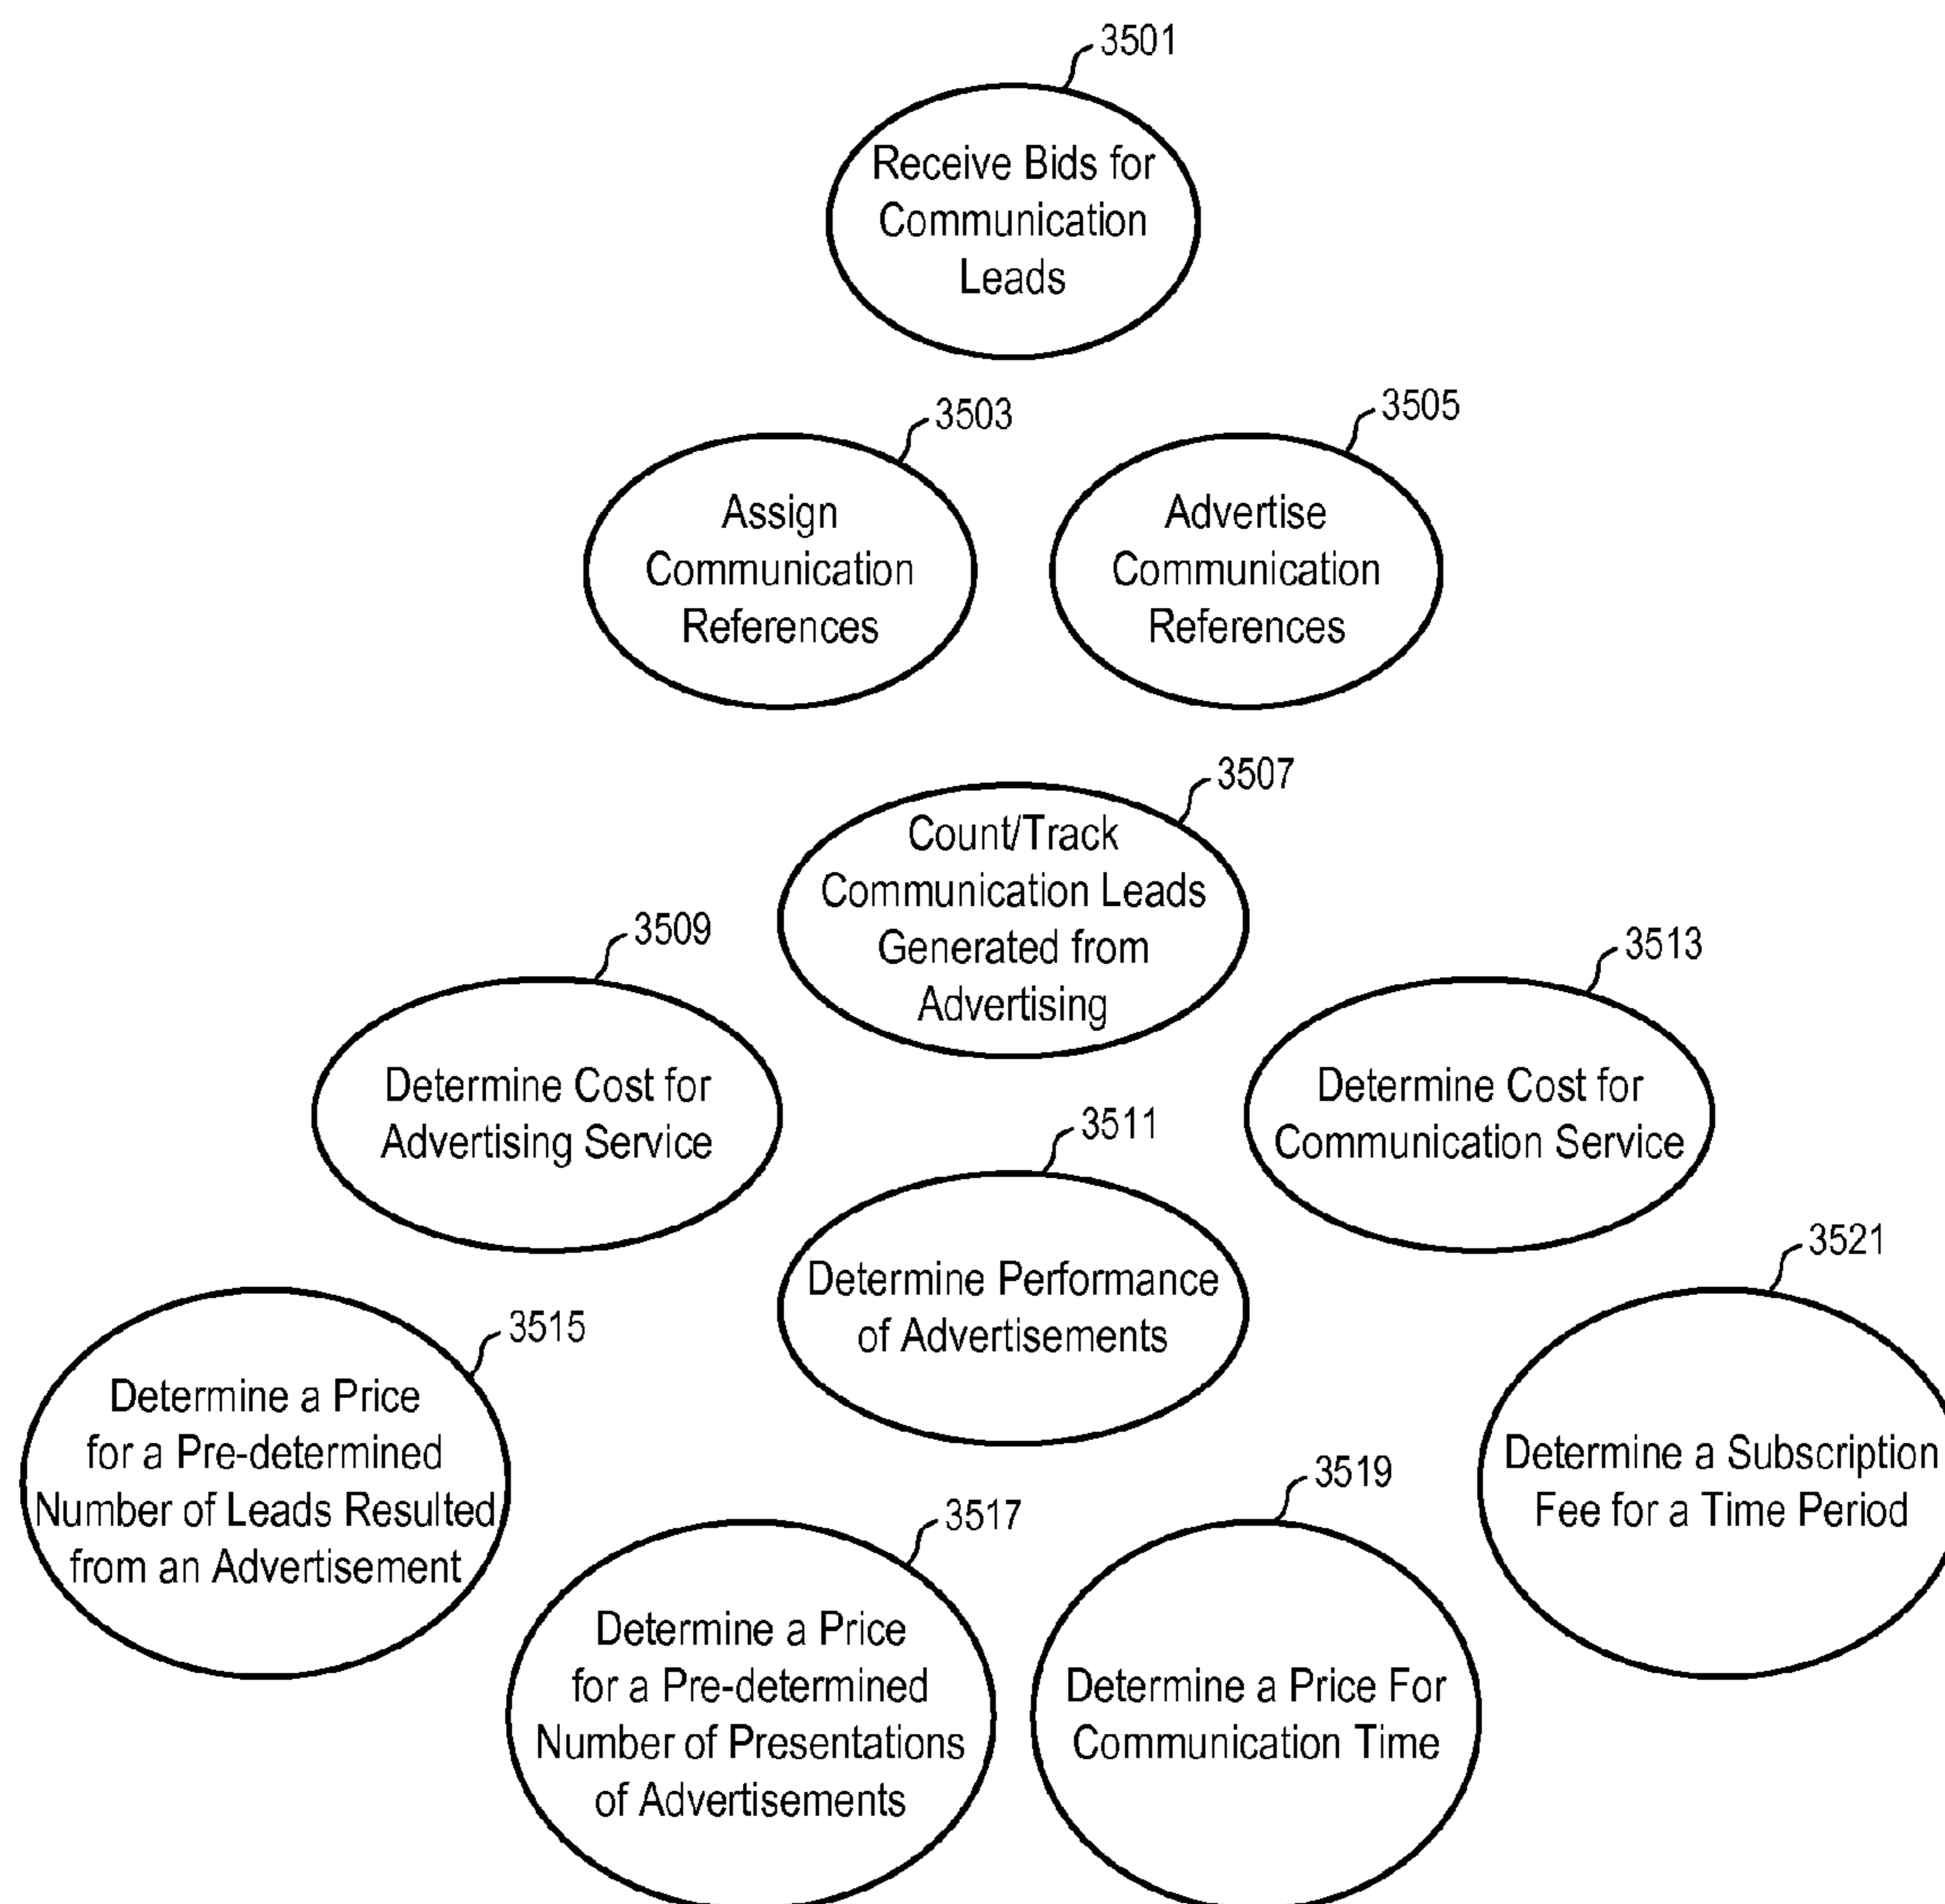 3501
Receive Bids for
Communication
Leads
3503
Assign
Communication
References
3505
Advertise
Communication
References
3507
Count/Track
Communication Leads
Generated from
Advertising
3509
Determine Cost for
Advertising Service
3511
Determine Performance
of Advertisements
3513
Determine Cost for
Communication Service
3515
Determine a Price
for a Pre-determined
Number of Leads Resulted
from an Advertisement
3517
Determine a Price
for a Pre-determined
Number of Presentations
of Advertisements
3519
Determine a Price For
Communication Time
3521
Determine a Subscription
Fee for a Time Period